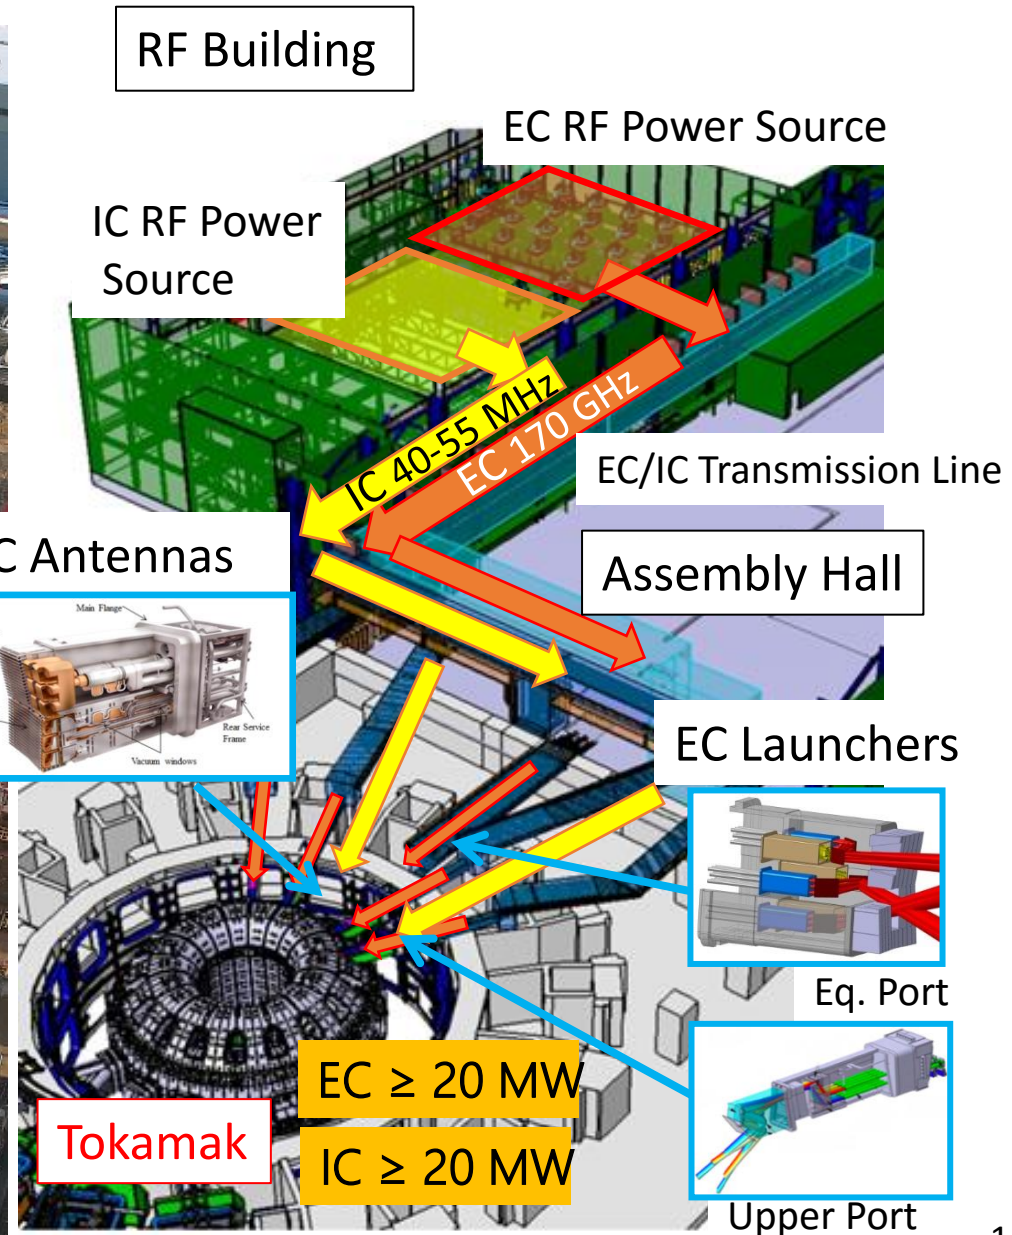 RF Building
EC RF Power Source
IC RF Power
Source
IC 40-55 MHz
EC 170 GHz
EC/IC Transmission Line
C Antennas
Assembly Hall
Main Flange
Rear Service
Frame
Vacuum windows
EC Launchers
Eq. Port
EC ≥ 20 MW
Tokamak
IC ≥ 20 MW
Upper Port
1